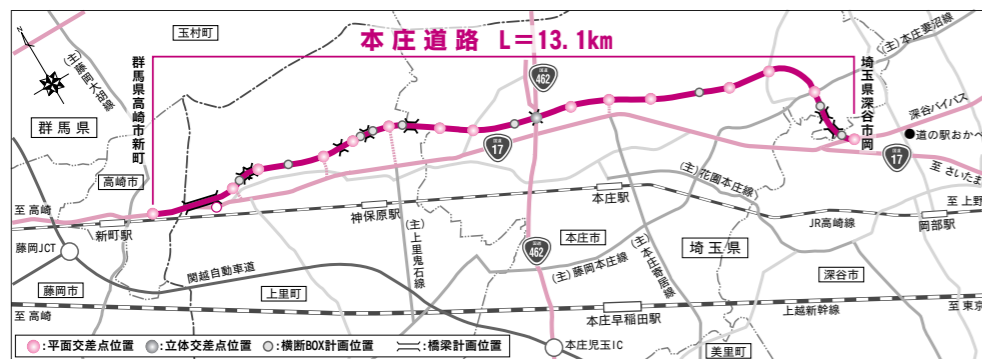 本庄道路 L=13.1km
玉村町
N
(主)藤岡大胡線
群馬県高崎市新町
国道
462
(主)本庄妻沼線
埼玉県深谷市岡
深谷バイパス
群馬県
国道
17
道の駅おかべ
国道
17
高崎市
至 さいたま
(主)花園本庄線
至 高崎
神保原駅
本庄駅
至 上野
新町駅
JR高崎線
岡部駅
藤岡JCT
(主)上里鬼石線
国道
462
本庄市
(主)本庄寄居線
埼玉県
関越自動車道
(主)藤岡本庄線
深谷市
藤岡市
上里町
上越新幹線
至 高崎
本庄早稲田駅
至 東京
:平面交差点位置 :立体交差点位置 :横断BOX計画位置 :橋梁計画位置
本庄児玉IC
美里町